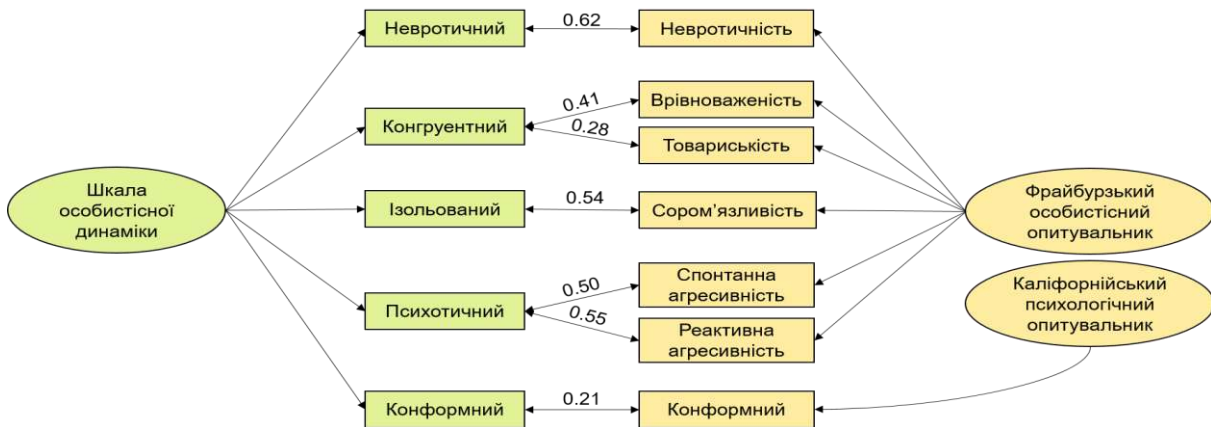 Невротичний
0.62
Невротичність
Конгруентний
0.41
0.28
Врівноваженість
Товариськість
Шкала
особистісної
динаміки
Ізольований
0.54
Сором’язливість
Фрайбурзький
особистісний
опитувальник
Психотичний
0.50
0.55
Спонтанна
агресивність
Реактивна
агресивність
Каліфорнійський
психологічний
опитувальник
Конформний
0.21
Конформний